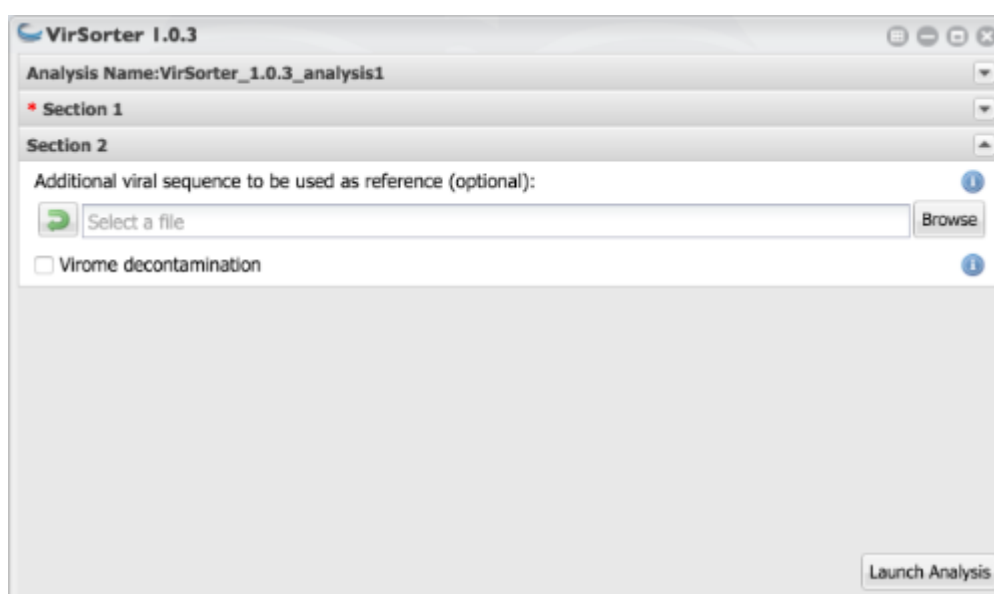 VirSorter 1.0.3
Analysis Name:VirSorter_1.0.3_analysis1
* Section 1
Section 2
Additional viral sequence to be used as reference (optional):
Select a file Browse
Virome decontamination
Launch Analysis